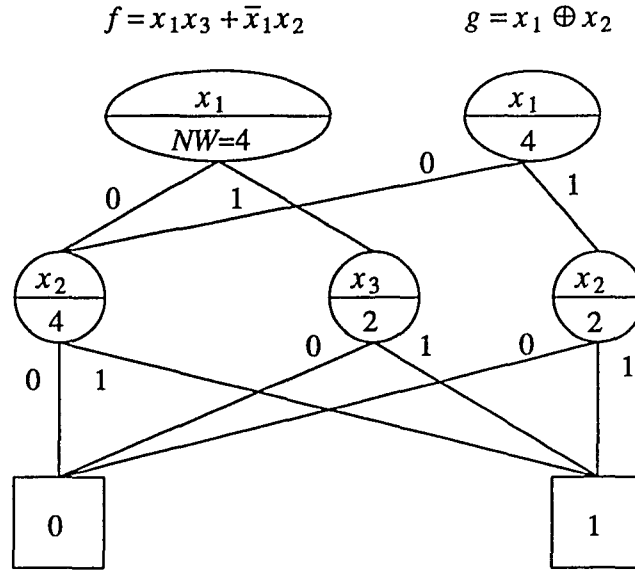 f = x₁x₃ + x̄₁x₂ g = x₁ ⊕ x₂
x₁ x₁
NW=4 4
0 1 0 1
x₂ x₃ x₂
4 2 2
0 1 0 1 0 1
0 1